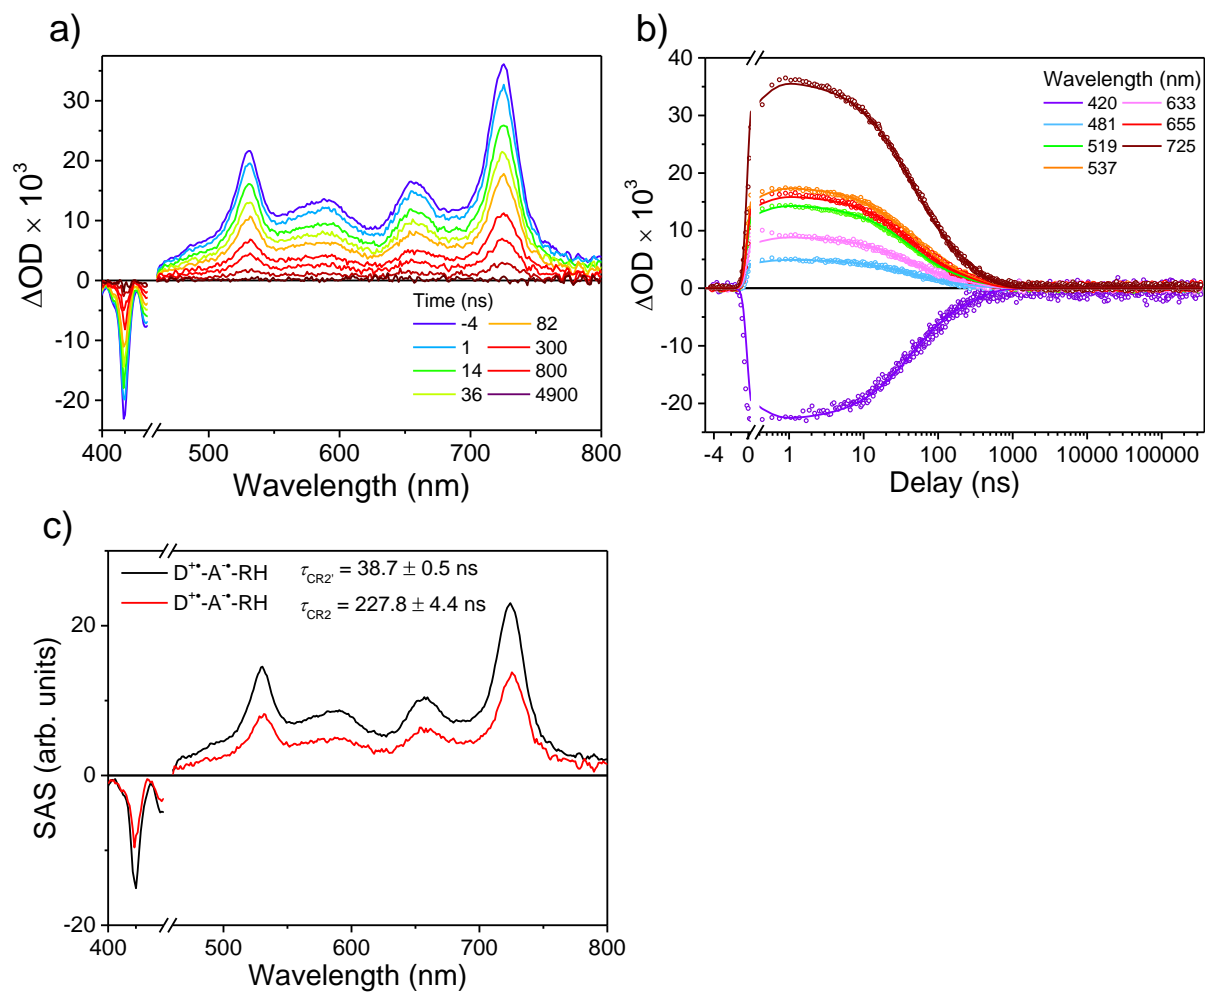 a)
ΔOD × 10³
30
20
10
0
-10
-20
Time (ns)
-4 82
1 300
14 800
36 4900
400 500 600 700 800
Wavelength (nm)
b)
ΔOD × 10³
40
30
20
10
0
-10
-20
Wavelength (nm)
420 633
481 655
519 725
537
-4 0 1 10 100 1000 10000 100000
Delay (ns)
c)
SAS (arb. units)
20
0
-20
D⁺•-A⁻•-RH τCR2' = 38.7 ± 0.5 ns
D⁺•-A⁻•-RH τCR2 = 227.8 ± 4.4 ns
400 500 600 700 800
Wavelength (nm)